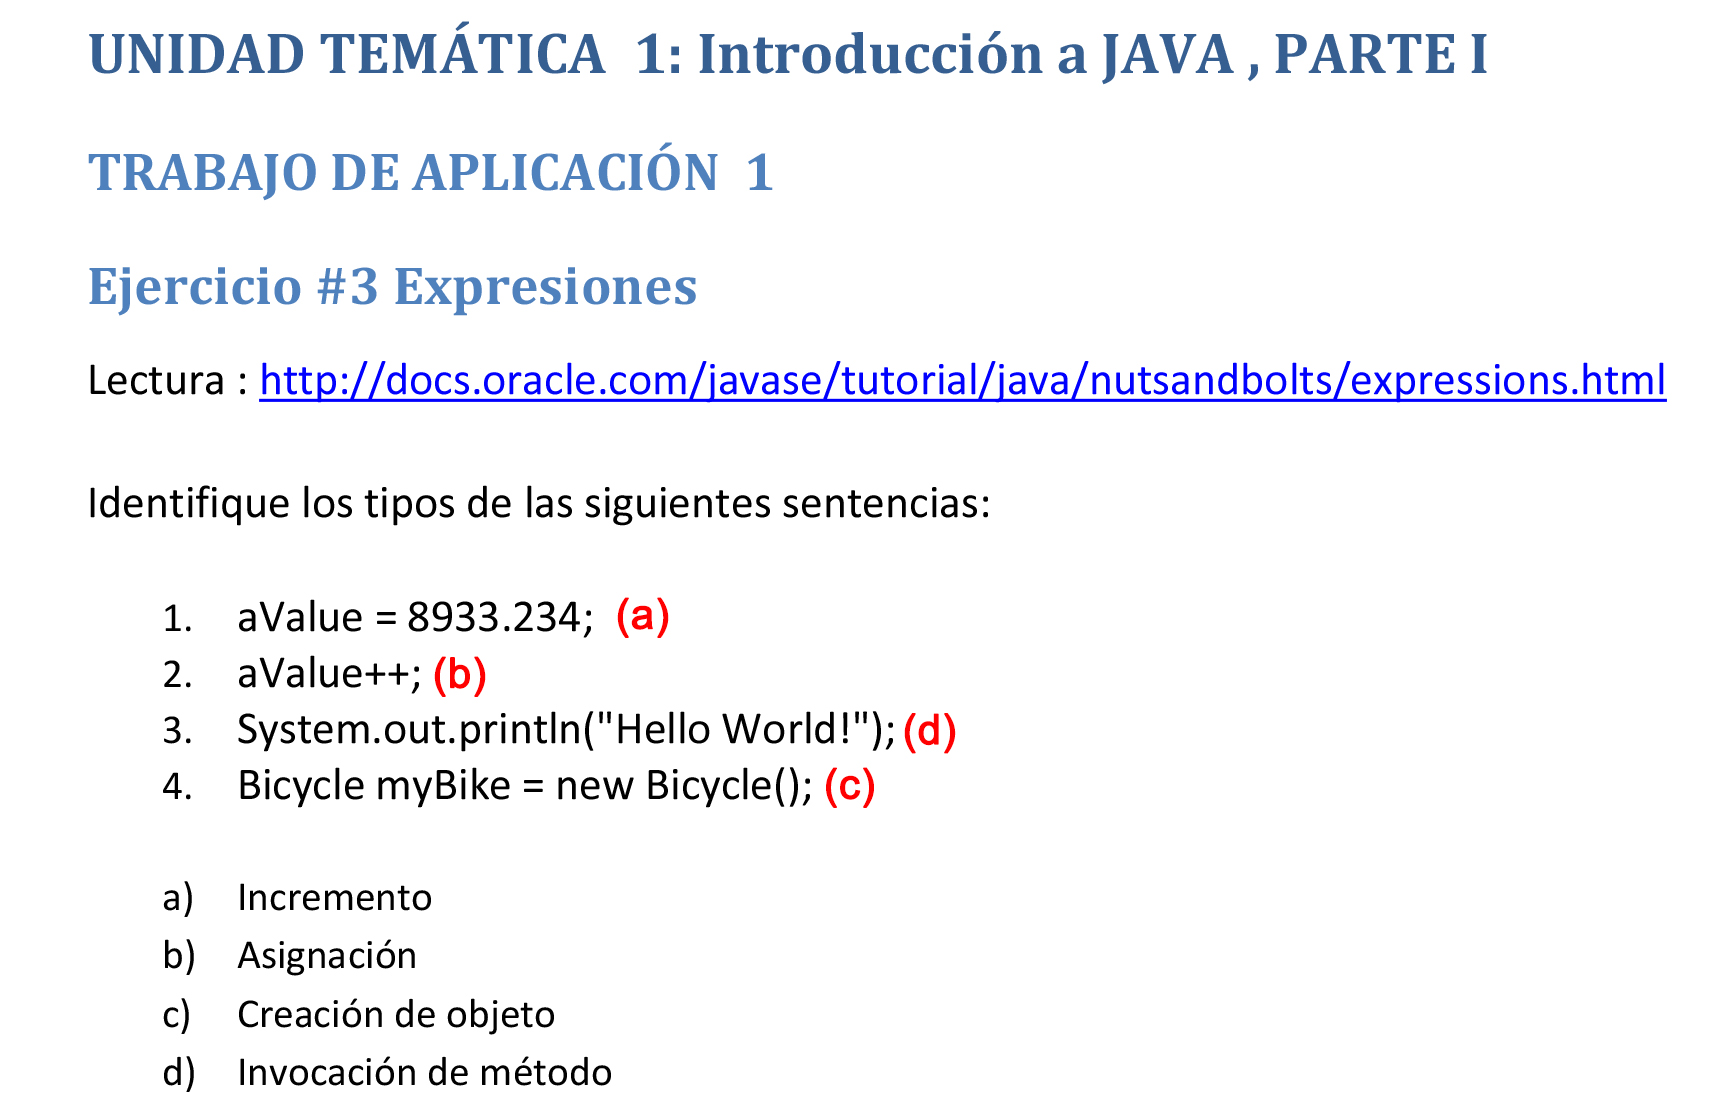 UNIDAD TEMÁTICA 1: Introducción a JAVA , PARTE I
TRABAJO DE APLICACIÓN 1
Ejercicio #3 Expresiones
Lectura : http://docs.oracle.com/javase/tutorial/java/nutsandbolts/expressions.html
Identifique los tipos de las siguientes sentencias:
1. aValue = 8933.234; (a)
2. aValue++; (b)
3. System.out.println("Hello World!"); (d)
4. Bicycle myBike = new Bicycle(); (c)
a) Incremento
b) Asignación
c) Creación de objeto
d) Invocación de método